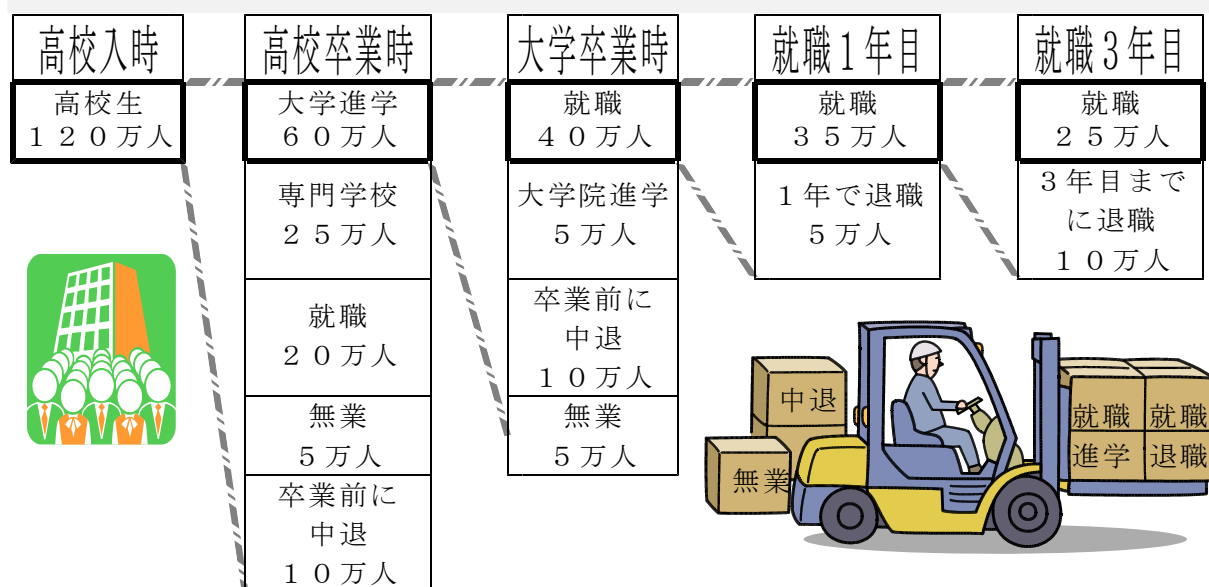 高校入時
高校生
１２０万人
高校卒業時
大学進学
６０万人
専門学校
２５万人
就職
２０万人
無業
５万人
卒業前に
中退
１０万人
大学卒業時
就職
４０万人
大学院進学
５万人
卒業前に
中退
１０万人
無業
５万人
就職１年目
就職
３５万人
１年で退職
５万人
就職３年目
就職
２５万人
３年目まで
に退職
１０万人
中退
無業
就職
就職
進学
退職